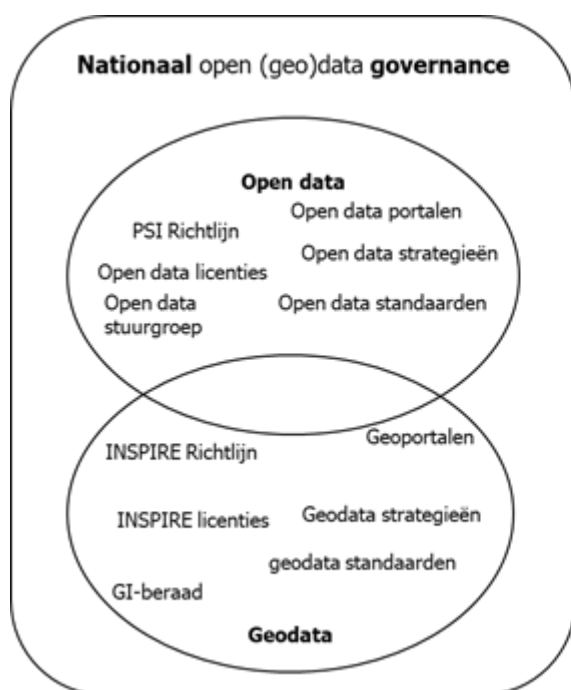 Nationaal open (geo)data governance
Open data
Open data portalen
PSI Richtlijn
Open data strategieën
Open data licenties
Open data
stuurgroep
Open data standaarden
Geoportalen
INSPIRE Richtlijn
INSPIRE licenties
Geodata strategieën
geodata standaarden
GI-beraad
Geodata